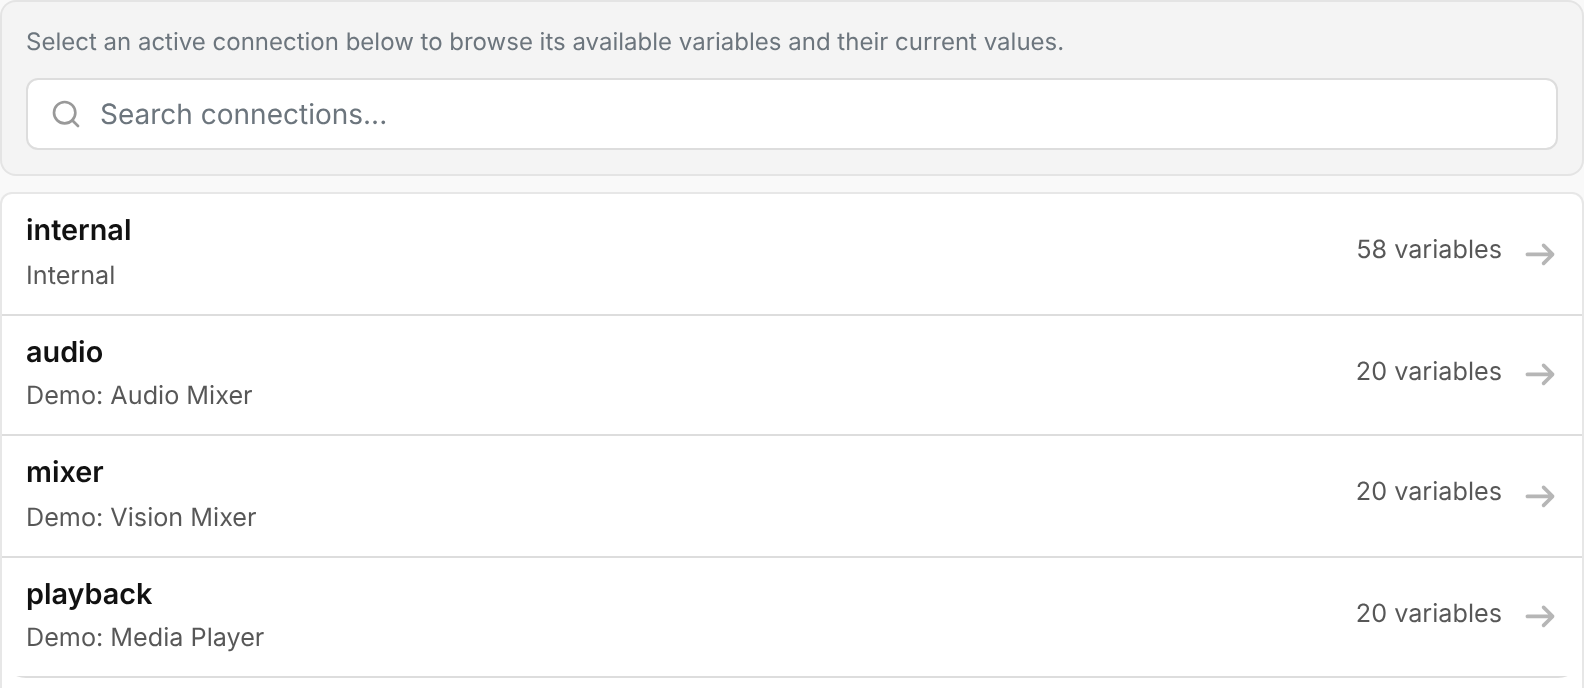 Select an active connection below to browse its available variables and their current values.
Search connections...
internal
Internal
58 variables
audio
Demo: Audio Mixer
20 variables
mixer
Demo: Vision Mixer
20 variables
playback
Demo: Media Player
20 variables